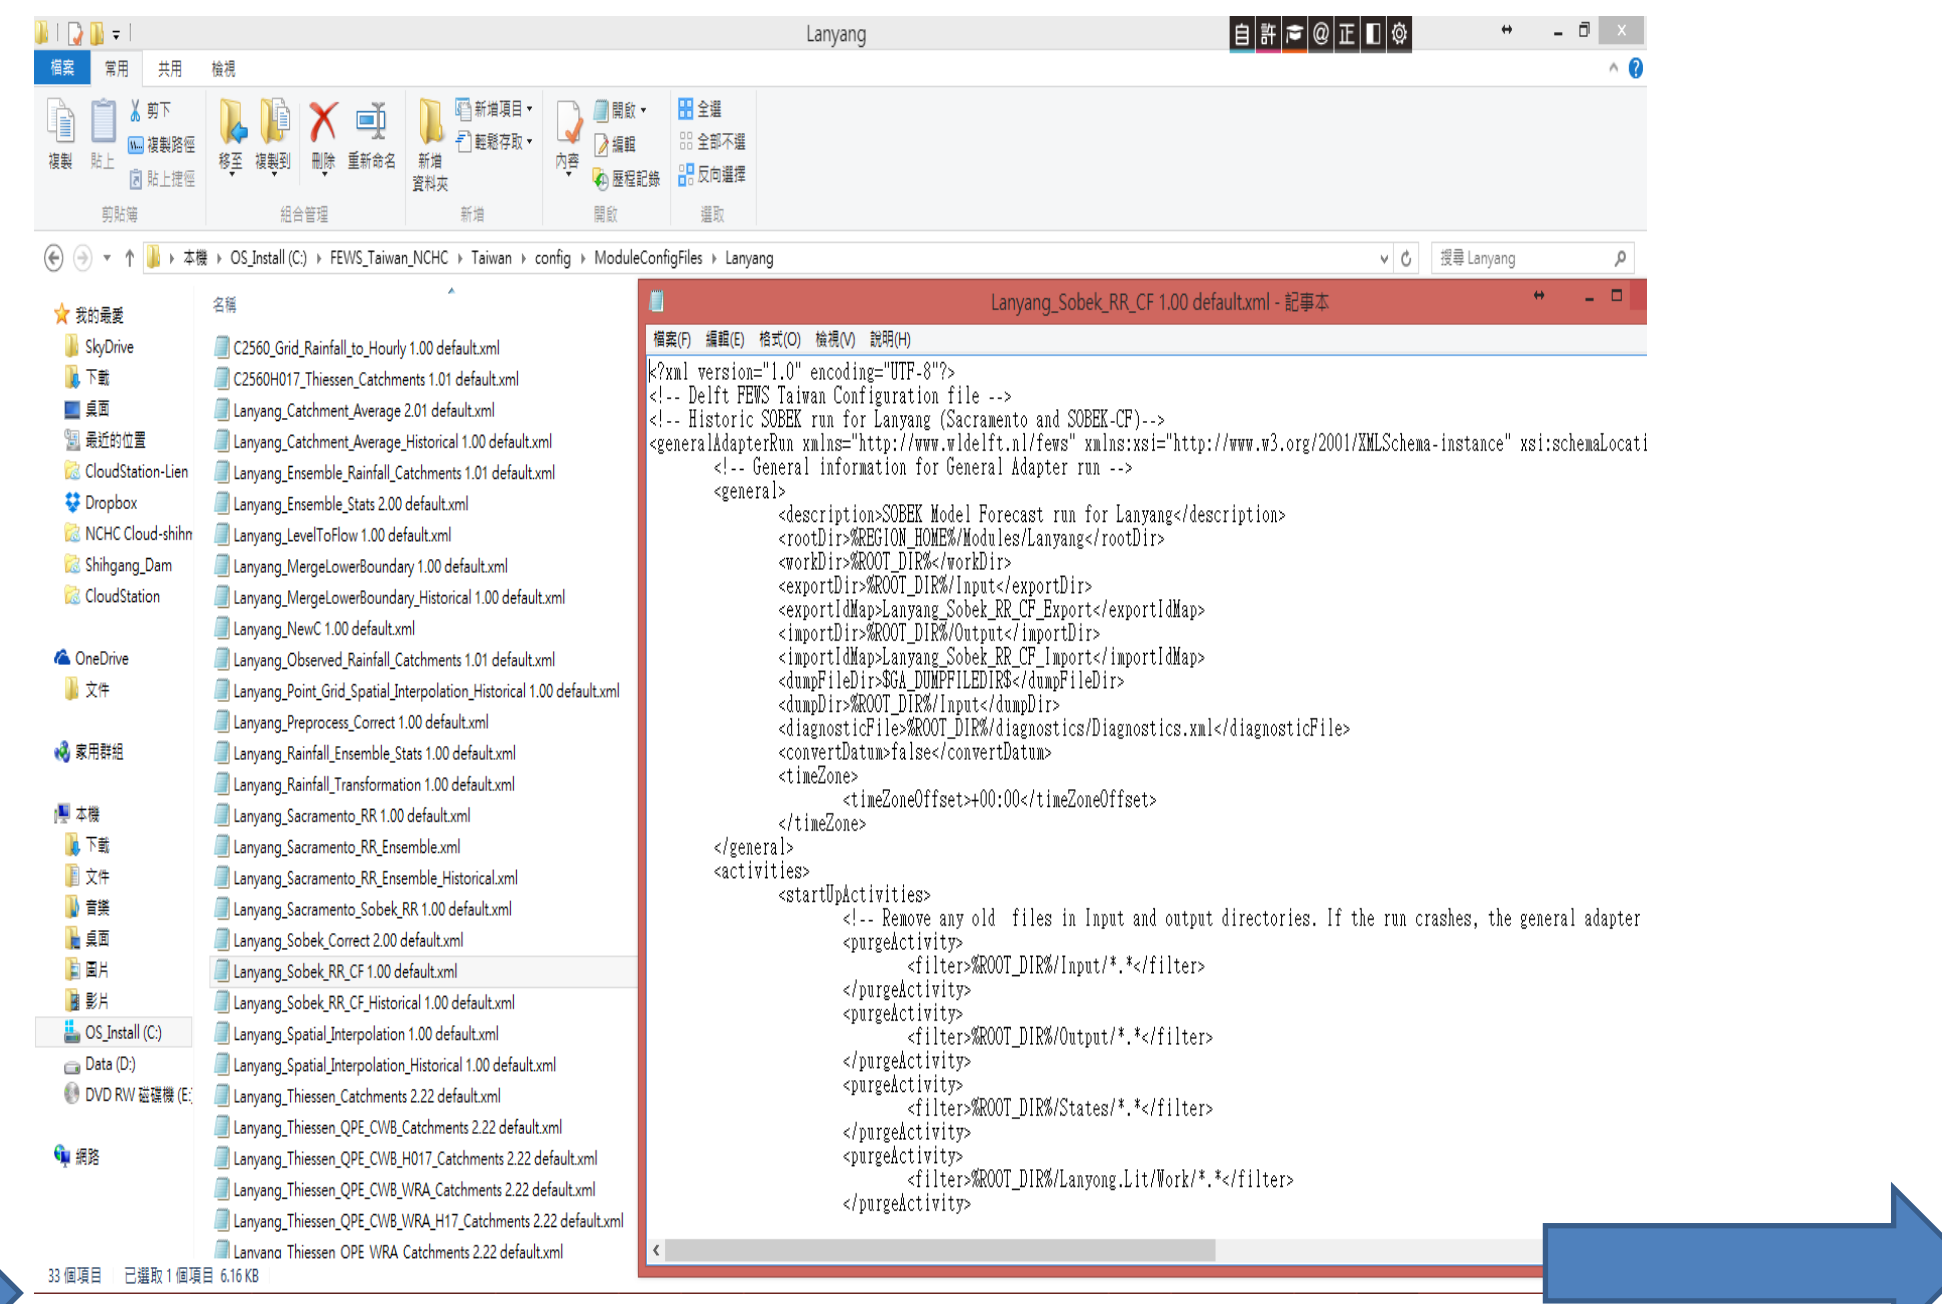 Lanyang
自 許 @ 正
檔案 常用 共用 檢視
剪下
複製路徑
貼上捷徑
複製 貼上
移至 複製到 刪除 重新命名
新增資料夾
新增項目
輕鬆存取
內容
開啟
編輯
歷程記錄
全選
全部不選
反向選擇
剪貼簿 組合管理 新增 開啟 選取
本機 OS_Install (C:) FEWS_Taiwan_NCHC Taiwan config ModuleConfigFiles Lanyang
搜尋 Lanyang
我的最愛
SkyDrive
下載
桌面
最近的位置
CloudStation-Lien
Dropbox
NCHC Cloud-shihm
Shihgang_Dam
CloudStation
OneDrive
文件
家用群組
本機
下載
文件
音樂
桌面
圖片
影片
OS_Install (C:)
Data (D:)
DVD RW 磁碟機 (E:)
網路
名稱
C2560_Grid_Rainfall_to_Hourly 1.00 default.xml
C2560H017_Thiessen_Catchments 1.01 default.xml
Lanyang_Catchment_Average 2.01 default.xml
Lanyang_Catchment_Average_Historical 1.00 default.xml
Lanyang_Ensemble_Rainfall_Catchments 1.01 default.xml
Lanyang_Ensemble_Stats 2.00 default.xml
Lanyang_LevelToFlow 1.00 default.xml
Lanyang_MergeLowerBoundary 1.00 default.xml
Lanyang_MergeLowerBoundary_Historical 1.00 default.xml
Lanyang_NewC 1.00 default.xml
Lanyang_Observed_Rainfall_Catchments 1.01 default.xml
Lanyang_Point_Grid_Spatial_Interpolation_Historical 1.00 default.xml
Lanyang_Preprocess_Correct 1.00 default.xml
Lanyang_Rainfall_Ensemble_Stats 1.00 default.xml
Lanyang_Rainfall_Transformation 1.00 default.xml
Lanyang_Sacramento_RR 1.00 default.xml
Lanyang_Sacramento_RR_Ensemble.xml
Lanyang_Sacramento_RR_Ensemble_Historical.xml
Lanyang_Sacramento_Sobek_RR 1.00 default.xml
Lanyang_Sobek_Correct 2.00 default.xml
Lanyang_Sobek_RR_CF 1.00 default.xml
Lanyang_Sobek_RR_CF_Historical 1.00 default.xml
Lanyang_Spatial_Interpolation 1.00 default.xml
Lanyang_Spatial_Interpolation_Historical 1.00 default.xml
Lanyang_Thiessen_Catchments 2.22 default.xml
Lanyang_Thiessen_QPE_CWB_Catchments 2.22 default.xml
Lanyang_Thiessen_QPE_CWB_H017_Catchments 2.22 default.xml
Lanyang_Thiessen_QPE_CWB_WRA_Catchments 2.22 default.xml
Lanyang_Thiessen_QPE_CWB_WRA_H17_Catchments 2.22 default.xml
Lanyang_Thiessen_QPE_WRA_Catchments 2.22 default.xml
33 個項目 已選取 1 個項目 6.16 KB
Lanyang_Sobek_RR_CF 1.00 default.xml - 記事本
檔案(F) 編輯(E) 格式(O) 檢視(V) 說明(H)
<?xml version="1.0" encoding="UTF-8"?>
<!-- Delft FEWS Taiwan Configuration file -->
<!-- Historic SOBEK run for Lanyang (Sacramento and SOBEK-CF)-->
<generalAdapterRun xmlns="http://www.wldelft.nl/fews" xmlns:xsi="http://www.w3.org/2001/XMLSchema-instance" xsi:schemaLocati
<!-- General information for General Adapter run -->
<general>
<description>SOBEK Model Forecast run for Lanyang</description>
<rootDir>%REGION_HOME%/Modules/Lanyang</rootDir>
<workDir>%ROOT_DIR%</workDir>
<exportDir>%ROOT_DIR%/Input</exportDir>
<exportIdMap>Lanyang_Sobek_RR_CF_Export</exportIdMap>
<importDir>%ROOT_DIR%/Output</importDir>
<importIdMap>Lanyang_Sobek_RR_CF_Import</importIdMap>
<dumpFileDir>$GA_DUMPFILEDIR$</dumpFileDir>
<dumpDir>%ROOT_DIR%/Input</dumpDir>
<diagnosticFile>%ROOT_DIR%/diagnostics/Diagnostics.xml</diagnosticFile>
<convertDatum>false</convertDatum>
<timeZone>
<timeZoneOffset>+00:00</timeZoneOffset>
</timeZone>
</general>
<activities>
<startUpActivities>
<!-- Remove any old  files in Input and output directories. If the run crashes, the general adapter
<purgeActivity>
<filter>%ROOT_DIR%/Input/*.*</filter>
</purgeActivity>
<purgeActivity>
<filter>%ROOT_DIR%/Output/*.*</filter>
</purgeActivity>
<purgeActivity>
<filter>%ROOT_DIR%/States/*.*</filter>
</purgeActivity>
<purgeActivity>
<filter>%ROOT_DIR%/Lanyong.Lit/Work/*.*</filter>
</purgeActivity>